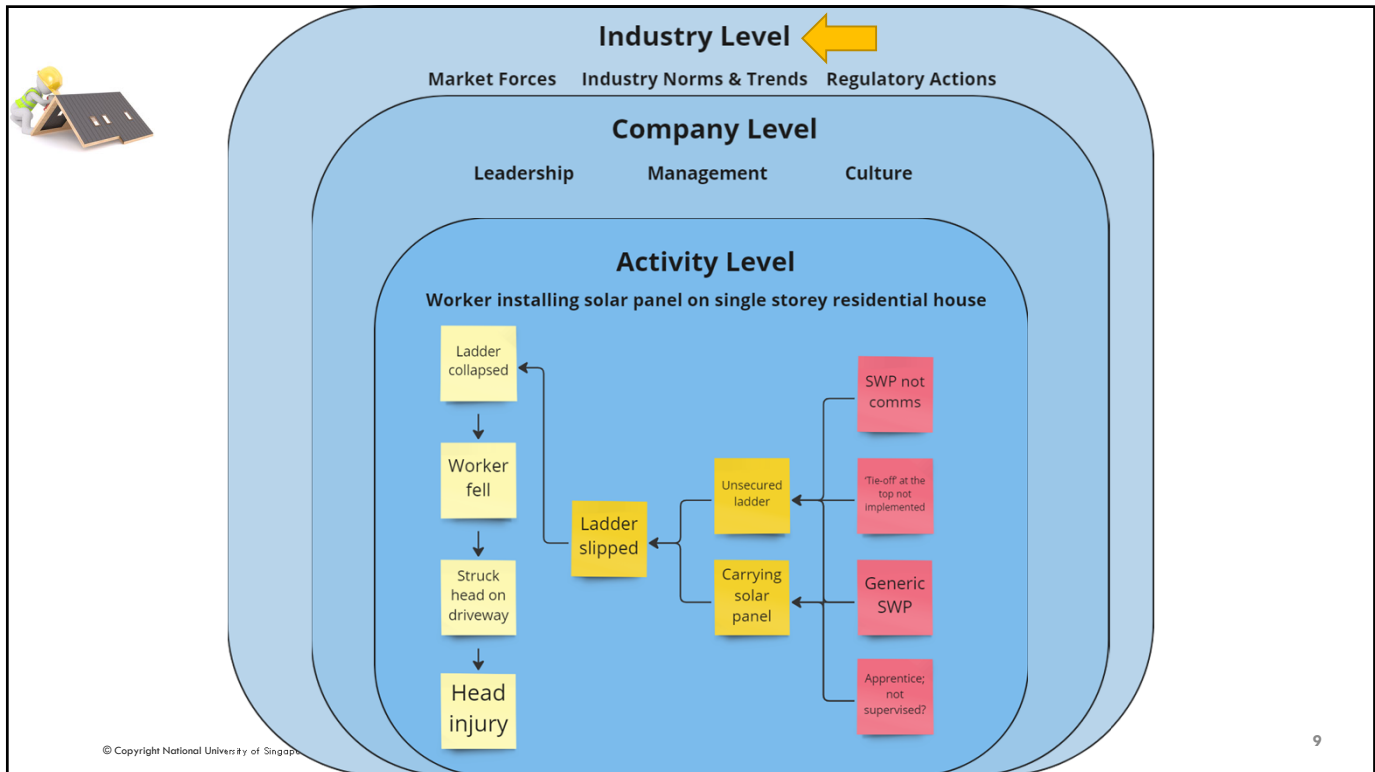 Industry Level
Market Forces Industry Norms & Trends Regulatory Actions
Company Level
Leadership Management Culture
Activity Level
Worker installing solar panel on single storey residential house
Ladder
collapsed
Worker
fell
Struck
head on
driveway
Head
injury
Ladder
slipped
Unsecured
ladder
Carrying
solar
panel
SWP not
comms
'Tie-off' at the
top not
implemented
Generic
SWP
Apprentice;
not
supervised?
© Copyright National University of
9